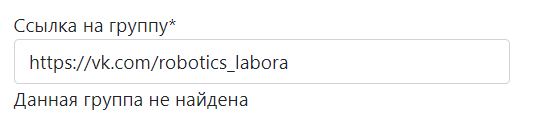 Ссылка на группу*
https://vk.com/robotics_labora
Данная группа не найдена